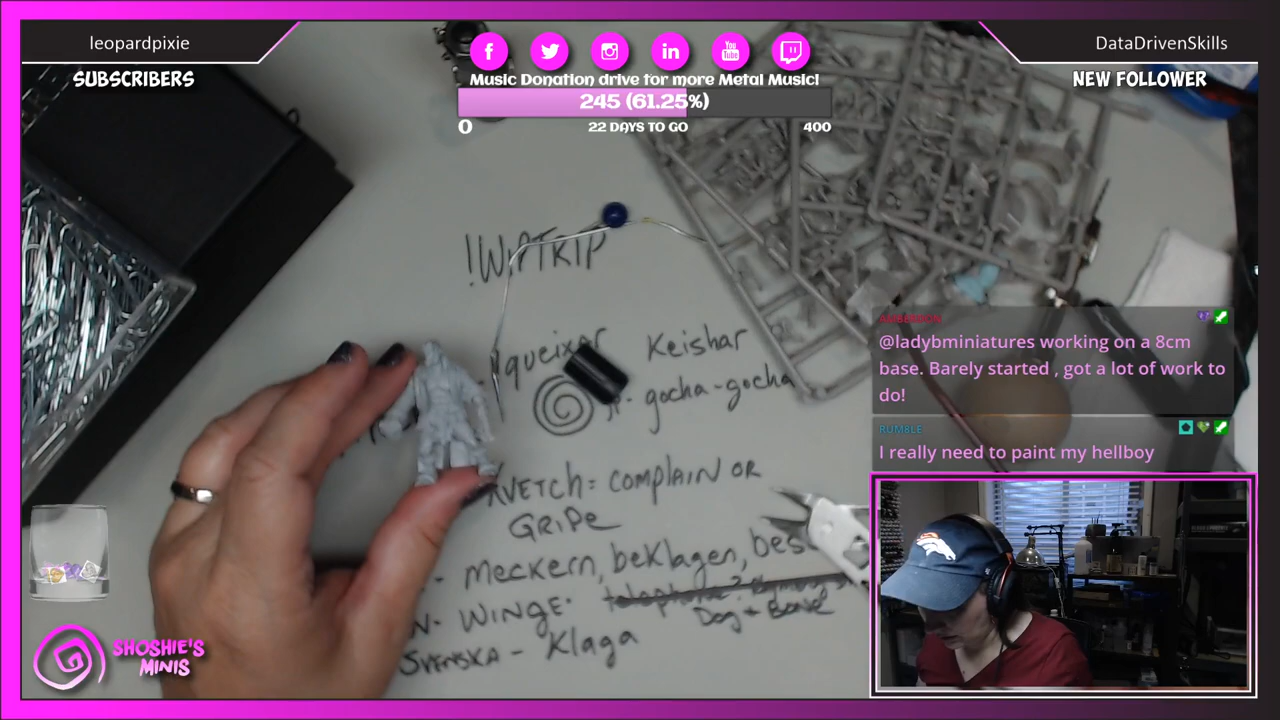 leopardpixie
SUBSCRIBERS
Music Donation drive for more Metal Music!
245 (61.25%)
0
22 DAYS TO GO
400
DataDrivenSkills
NEW FOLLOWER
!WIPTRIP
queixar
Keishar
gocha-gocha
KVETCH = COMPLAIN OR
GRIPE
- meckern, beklagen,
WINGE.
Dog + Bone
SVENSKA - Klaga
@ladybminiatures working on a 8cm
base. Barely started , got a lot of work to
do!
RUM8LE
I really need to paint my hellboy
SHOSHIE'S
MINIS